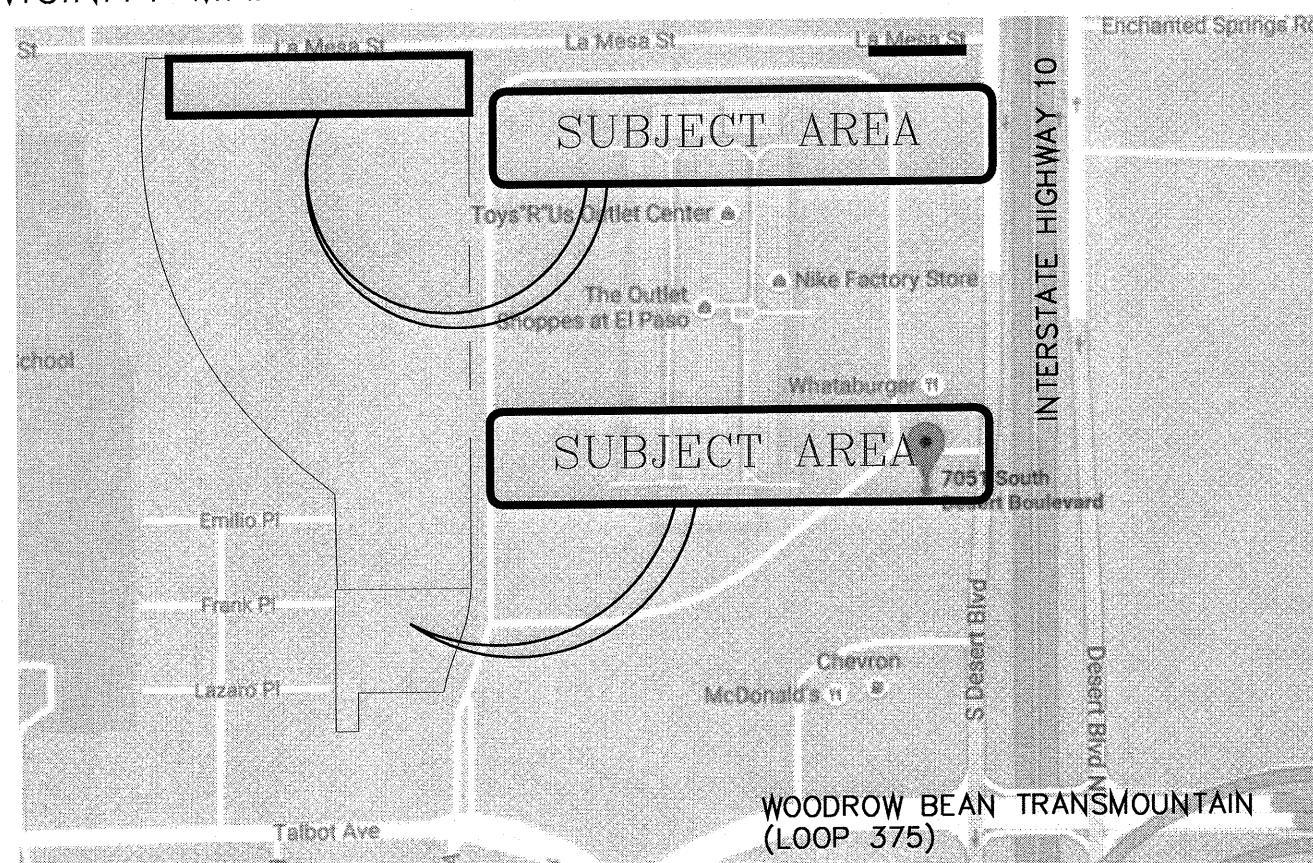 Enchanted Springs
St
La Mesa St
La Mesa St
La Mesa St
INTERSTATE HIGHWAY 10
SUBJECT AREA
Toys"R"Us Outlet Center
Nike Factory Store
The Outlet
Shoppes at El Paso
Whataburger
SUBJECT AREA
7051 South
Desert Boulevard
Emilio Pl
Frank Pl
Lazaro Pl
Chevron
McDonald's
S Desert Blvd
Desert Blvd N
WOODROW BEAN TRANSMOUNTAIN
(LOOP 375)
Talbot Ave